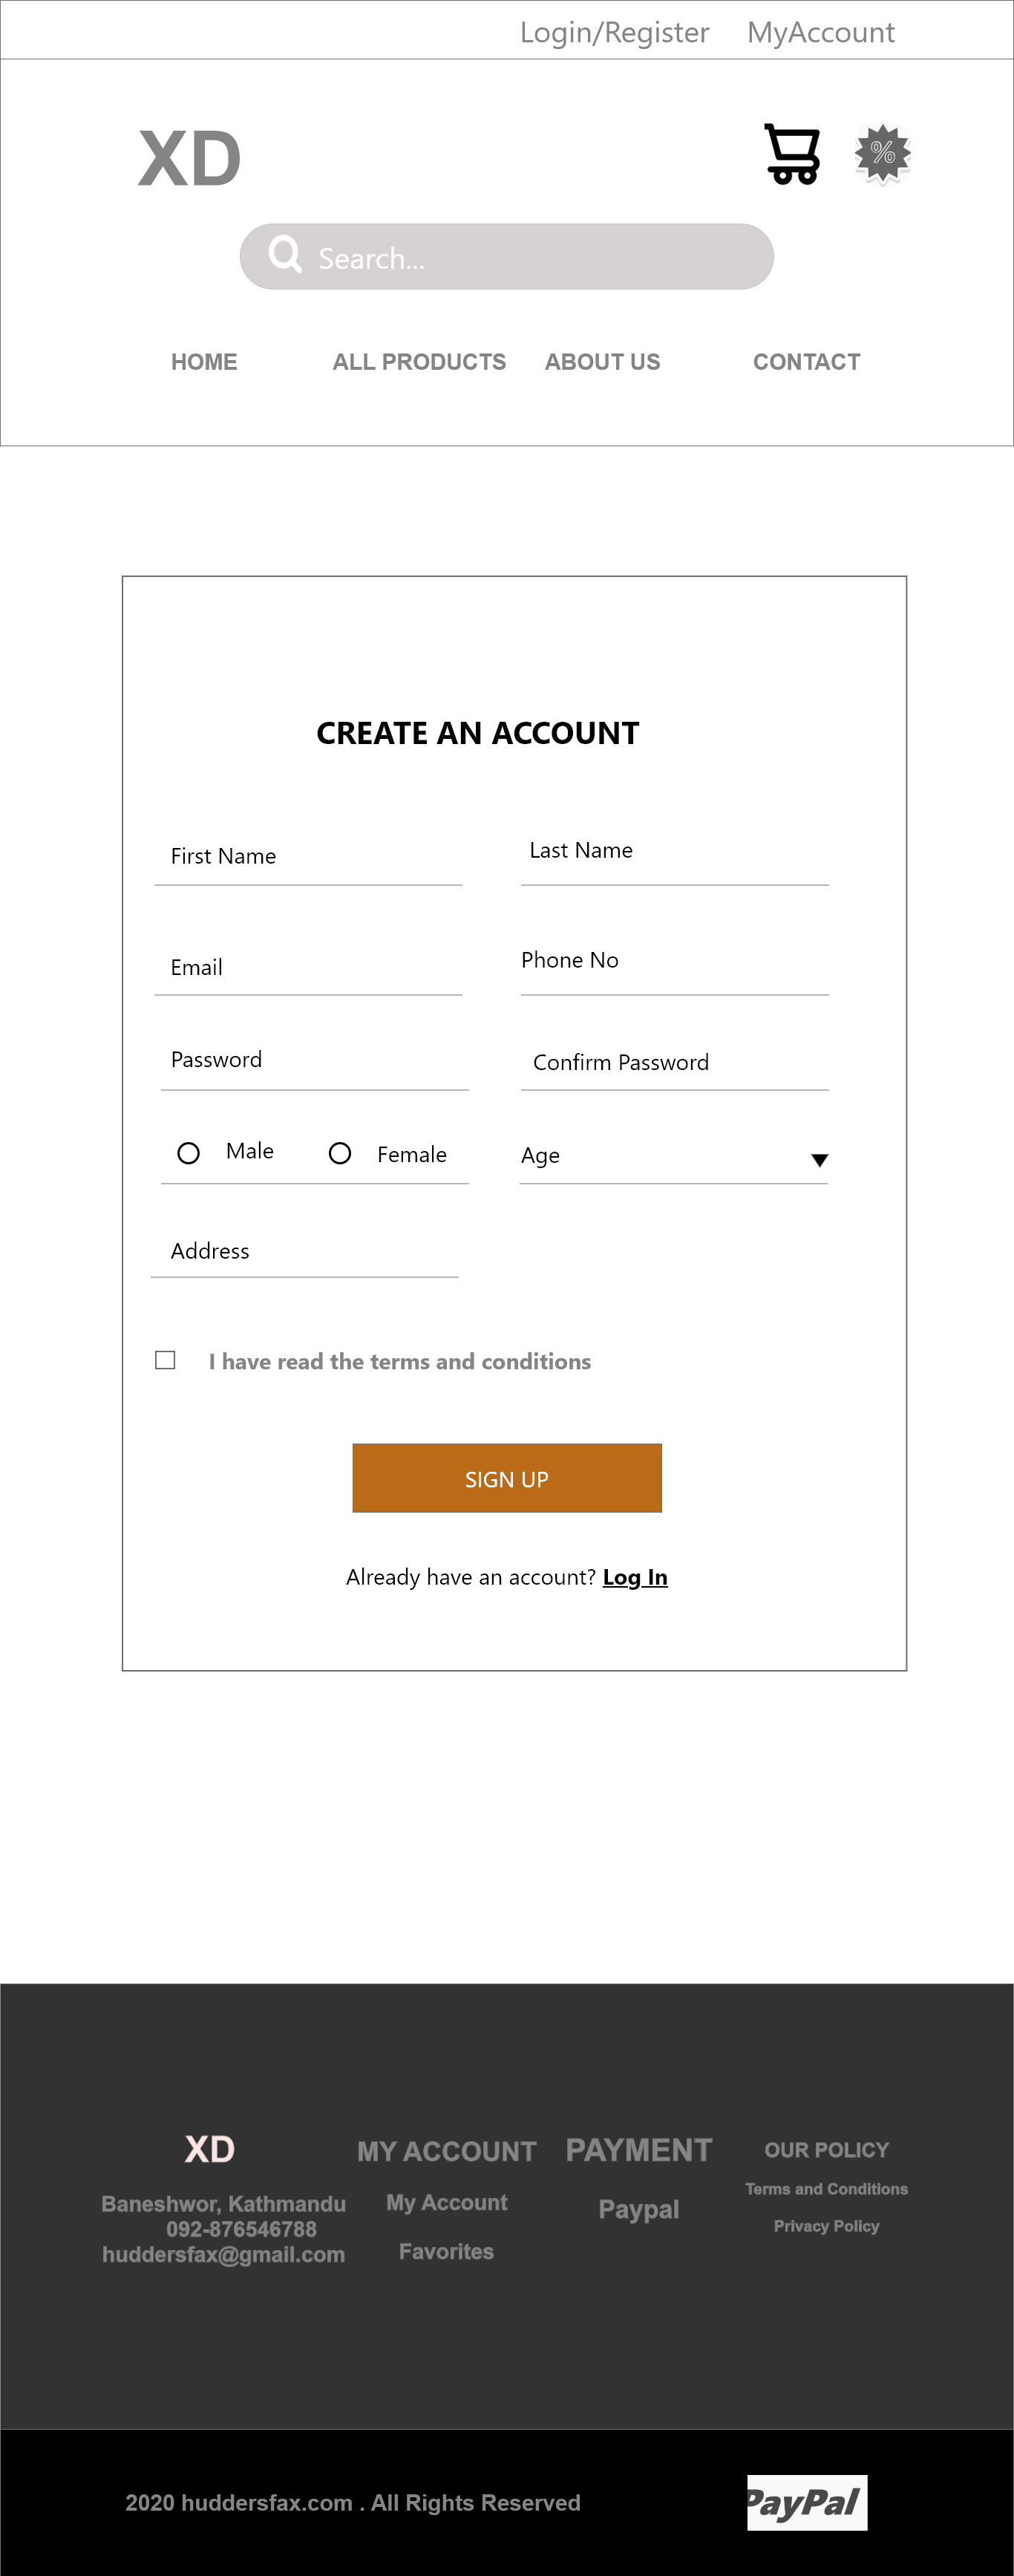 Login/Register MyAccount
XD
%
Search...
HOME ALL PRODUCTS ABOUT US CONTACT
CREATE AN ACCOUNT
First Name Last Name
Email Phone No
Password Confirm Password
Male Female Age
Address
I have read the terms and conditions
SIGN UP
Already have an account? Log In
XD MY ACCOUNT PAYMENT OUR POLICY
Baneshwor, Kathmandu My Account Paypal Terms and Conditions
092-876546788 Privacy Policy
huddersfax@gmail.com Favorites
2020 huddersfax.com . All Rights Reserved PayPal